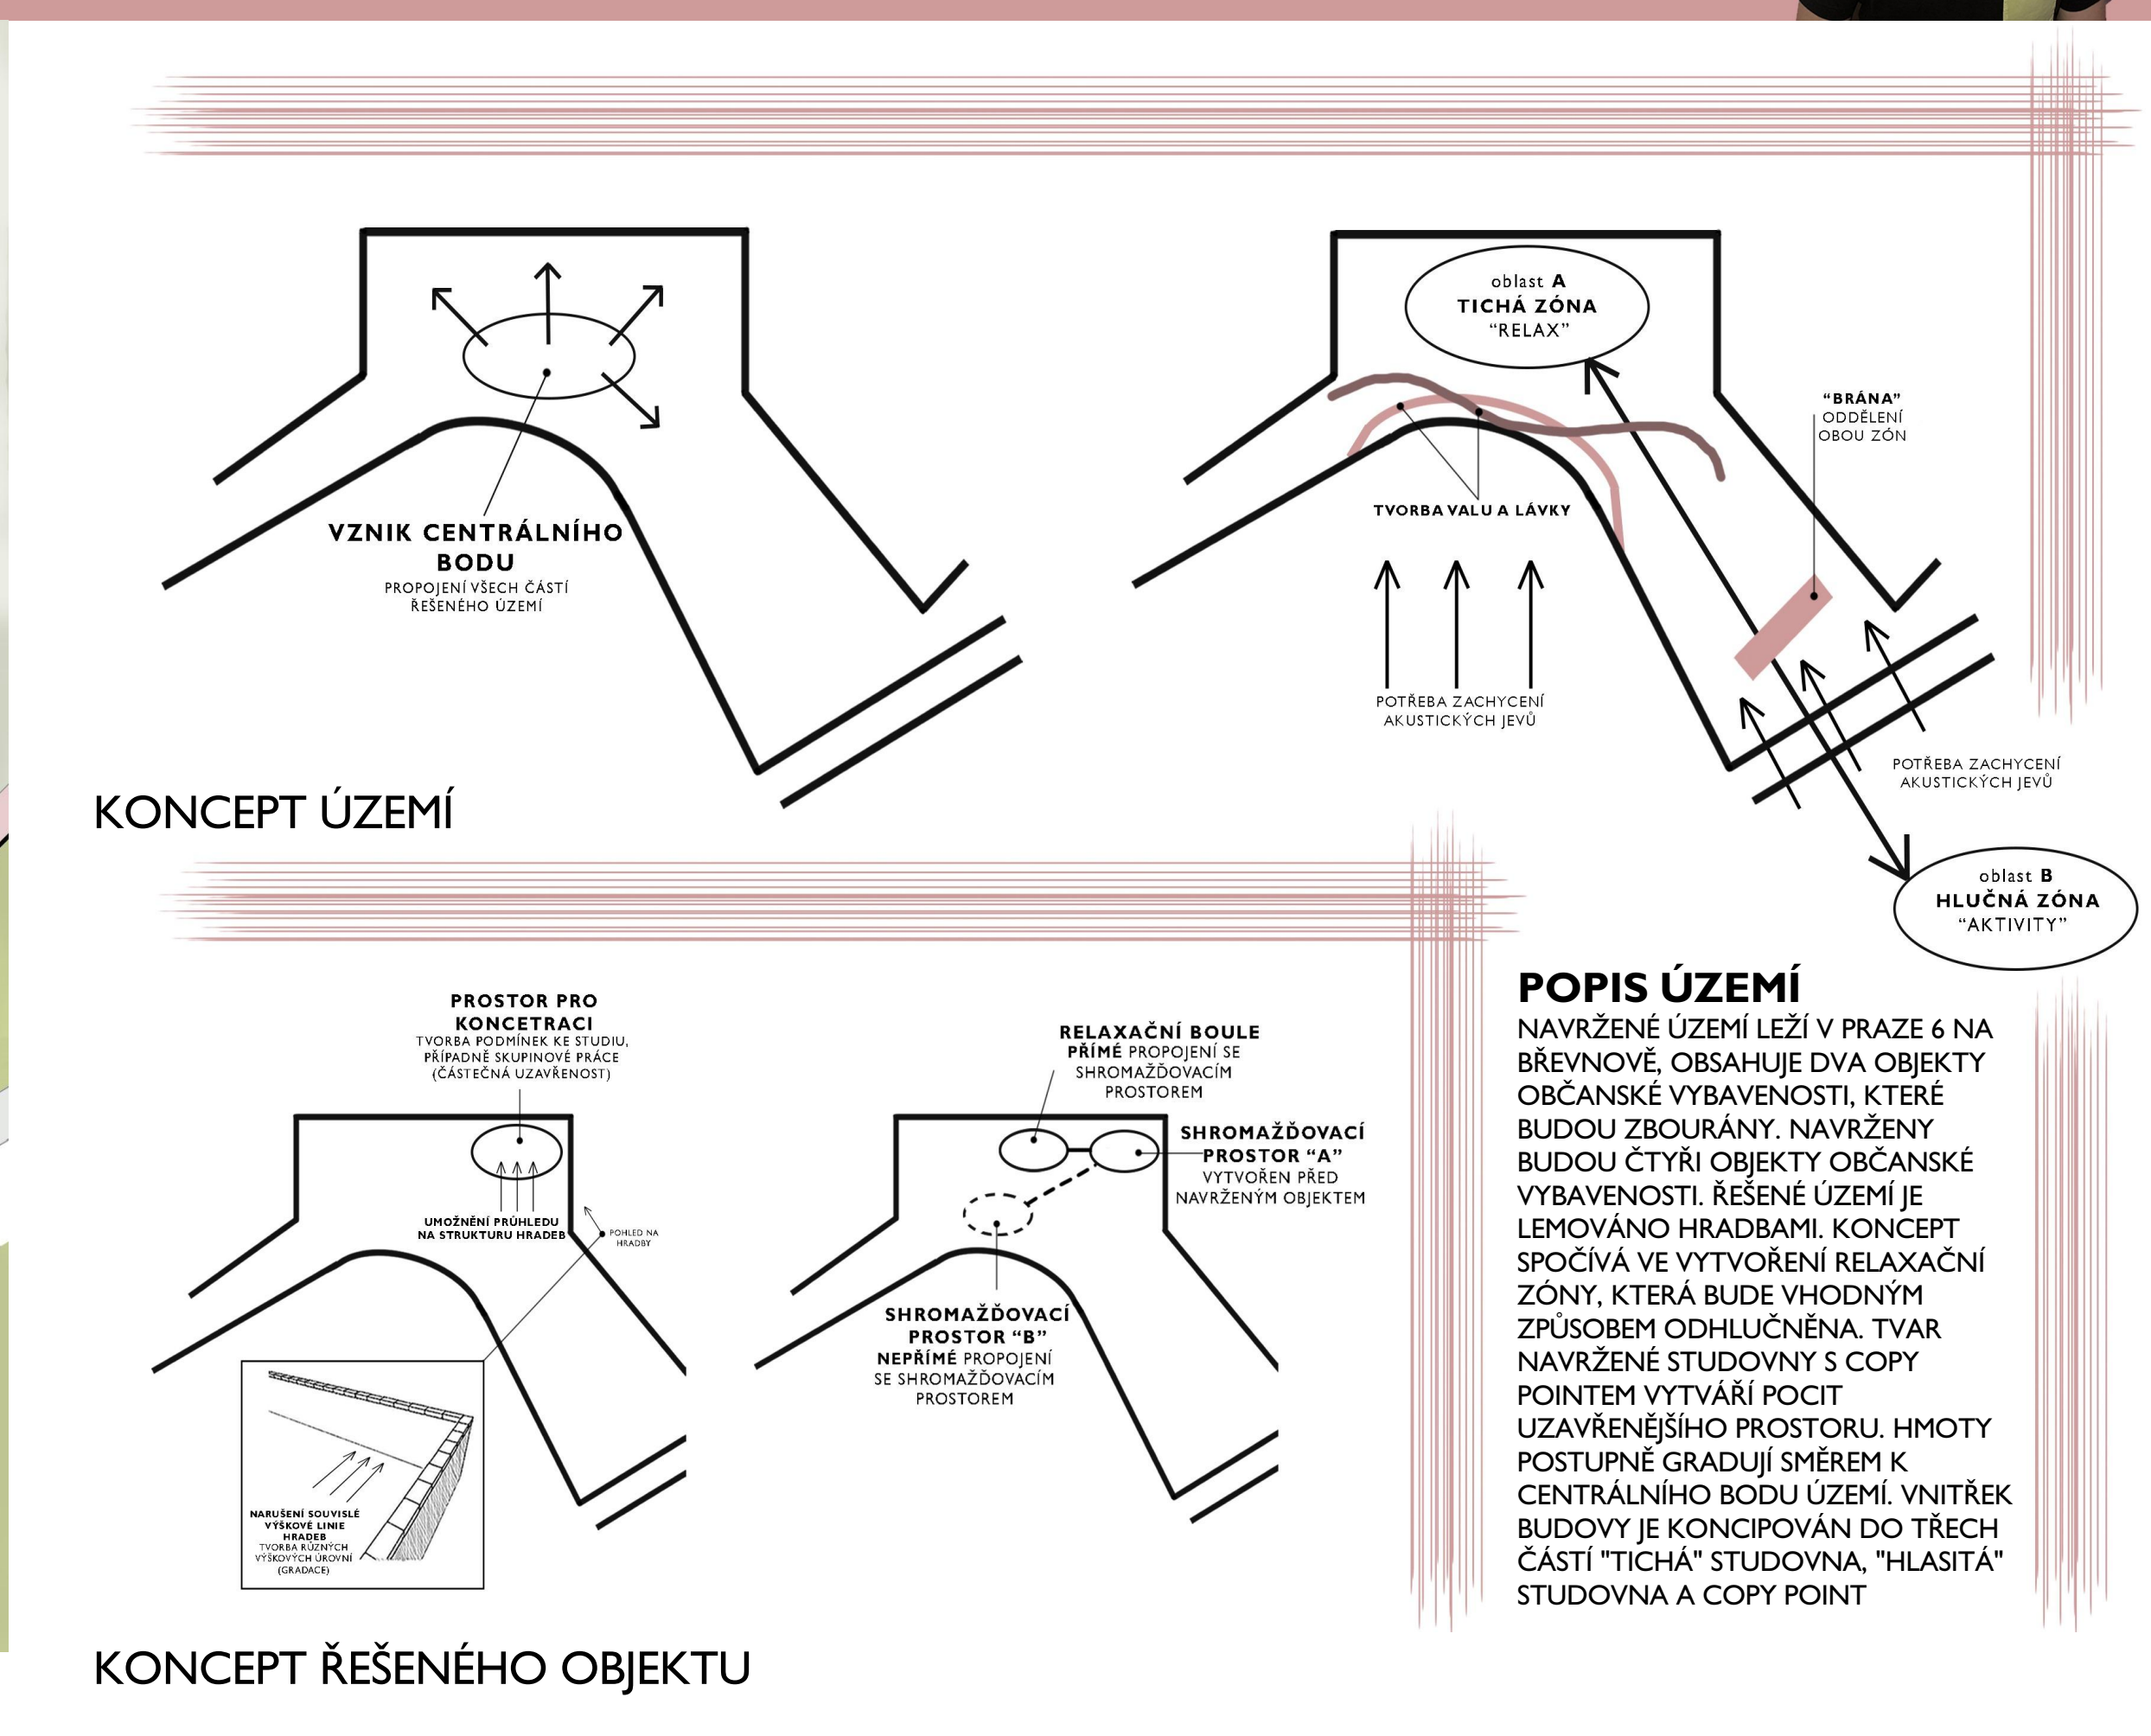 VZNIK CENTRÁLNÍHO
BODU
PROPOJENÍ VŠECH ČÁSTÍ
ŘEŠENÉHO ÚZEMÍ
oblast A
TICHÁ ZÓNA
“RELAX”
“BRÁNA”
ODDĚLENÍ
OBOU ZÓN
TVORBA VALU A LÁVKY
POTŘEBA ZACHYCENÍ
AKUSTICKÝCH JEVŮ
POTŘEBA ZACHYCENÍ
AKUSTICKÝCH JEVŮ
oblast B
HLUČNÁ ZÓNA
“AKTIVITY”
KONCEPT ÚZEMÍ
PROSTOR PRO
KONCETRACI
TVORBA PODMÍNEK KE STUDIU,
PŘÍPADNĚ SKUPINOVÉ PRÁCE
(ČÁSTEČNÁ UZAVŘENOST)
UMOŽNĚNÍ PRŮHLEDU
NA STRUKTURU HRADEB
POHLED NA
HRADBY
NARUŠENÍ SOUVISLÉ
VÝŠKOVÉ LINIE
HRADEB
TVORBA RŮZNÝCH
VÝŠKOVÝCH ÚROVNÍ
(GRADACE)
RELAXAČNÍ BOULE
PŘÍMÉ PROPOJENÍ SE
SHROMAŽĎOVACÍM
PROSTOREM
SHROMAŽĎOVACÍ
PROSTOR “A”
VYTVOŘEN PŘED
NAVRŽENÝM OBJEKTEM
SHROMAŽĎOVACÍ
PROSTOR “B”
NEPŘÍMÉ PROPOJENÍ
SE SHROMAŽĎOVACÍM
PROSTOREM
KONCEPT ŘEŠENÉHO OBJEKTU
POPIS ÚZEMÍ
NAVRŽENÉ ÚZEMÍ LEŽÍ V PRAZE 6 NA
BŘEVNOVĚ, OBSAHUJE DVA OBJEKTY
OBČANSKÉ VYBAVENOSTI, KTERÉ
BUDOU ZBOURÁNY. NAVRŽENY
BUDOU ČTYŘI OBJEKTY OBČANSKÉ
VYBAVENOSTI. ŘEŠENÉ ÚZEMÍ JE
LEMOVÁNO HRADBAMI. KONCEPT
SPOČÍVÁ VE VYTVOŘENÍ RELAXAČNÍ
ZÓNY, KTERÁ BUDE VHODNÝM
ZPŮSOBEM ODHLUČNĚNA. TVAR
NAVRŽENÉ STUDOVNY S COPY
POINTEM VYTVÁŘÍ POCIT
UZAVŘENĚJŠÍHO PROSTORU. HMOTY
POSTUPNĚ GRADUJÍ SMĚREM K
CENTRÁLNÍHO BODU ÚZEMÍ. VNITŘEK
BUDOVY JE KONCIPOVÁN DO TŘECH
ČÁSTÍ "TICHÁ" STUDOVNA, "HLASITÁ"
STUDOVNA A COPY POINT